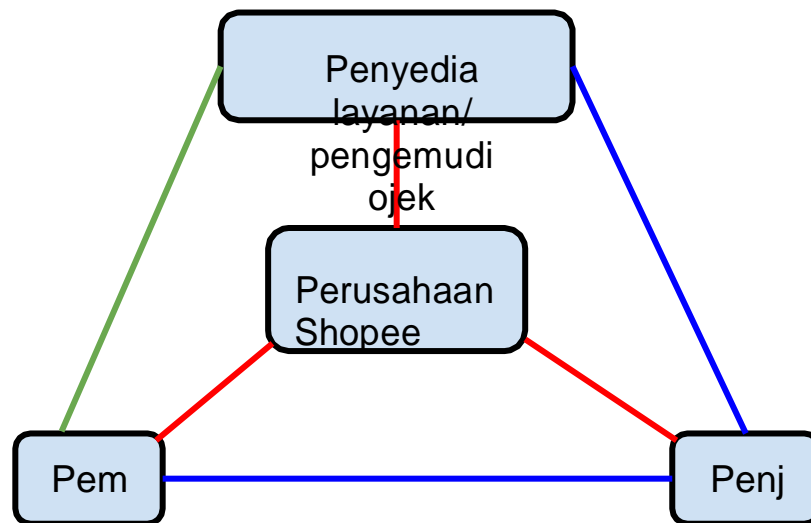 Penyedia
layanan/
pengemudi
ojek
Perusahaan
Shopee
Pem
Penj